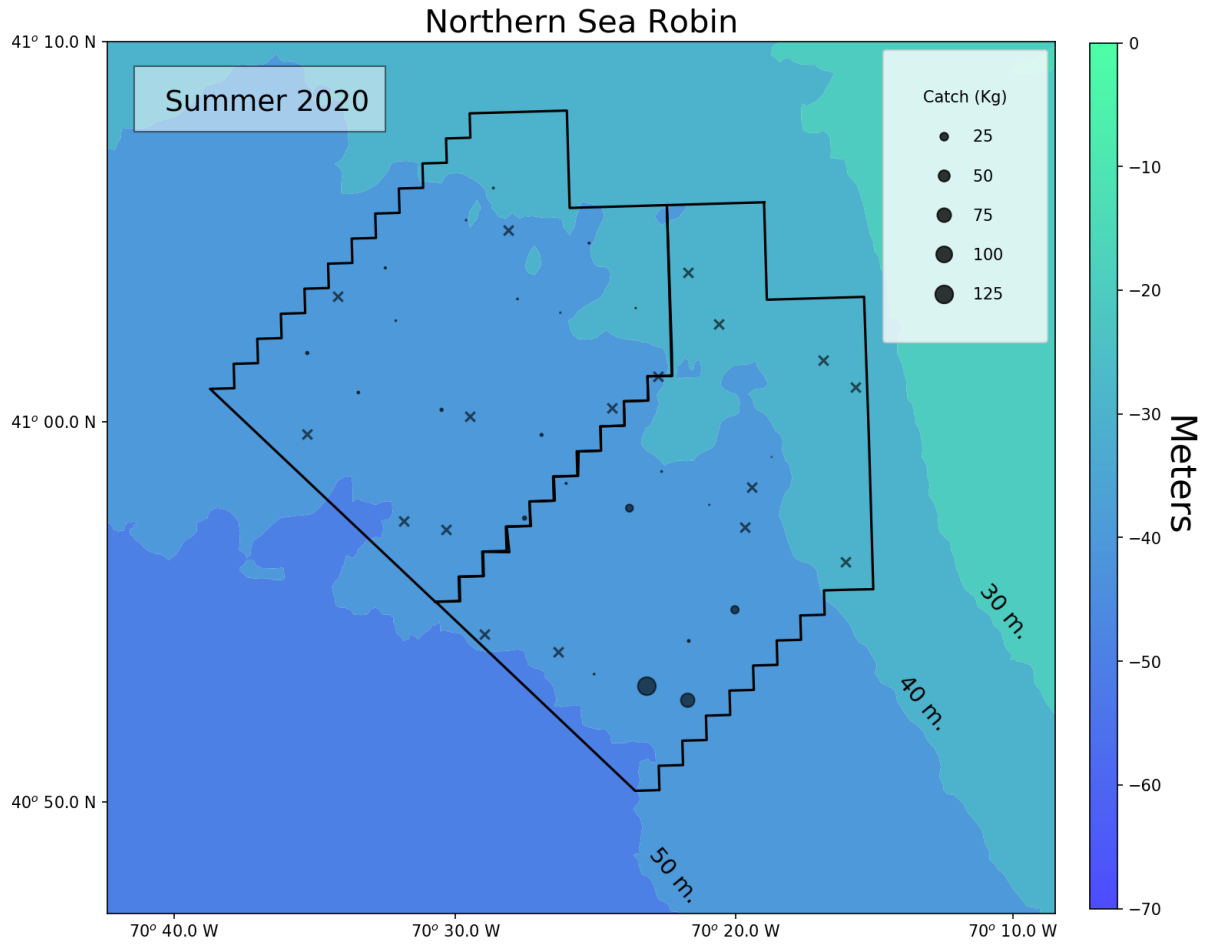 Northern Sea Robin
41° 10.0 N
41° 00.0 N
40° 50.0 N
Summer 2020
Catch (Kg)
25
50
75
100
125
30 m.
40 m.
50 m.
70° 40.0 W
70° 30.0 W
70° 20.0 W
70° 10.0 W
0
−10
−20
−30
−40
−50
−60
−70
Meters